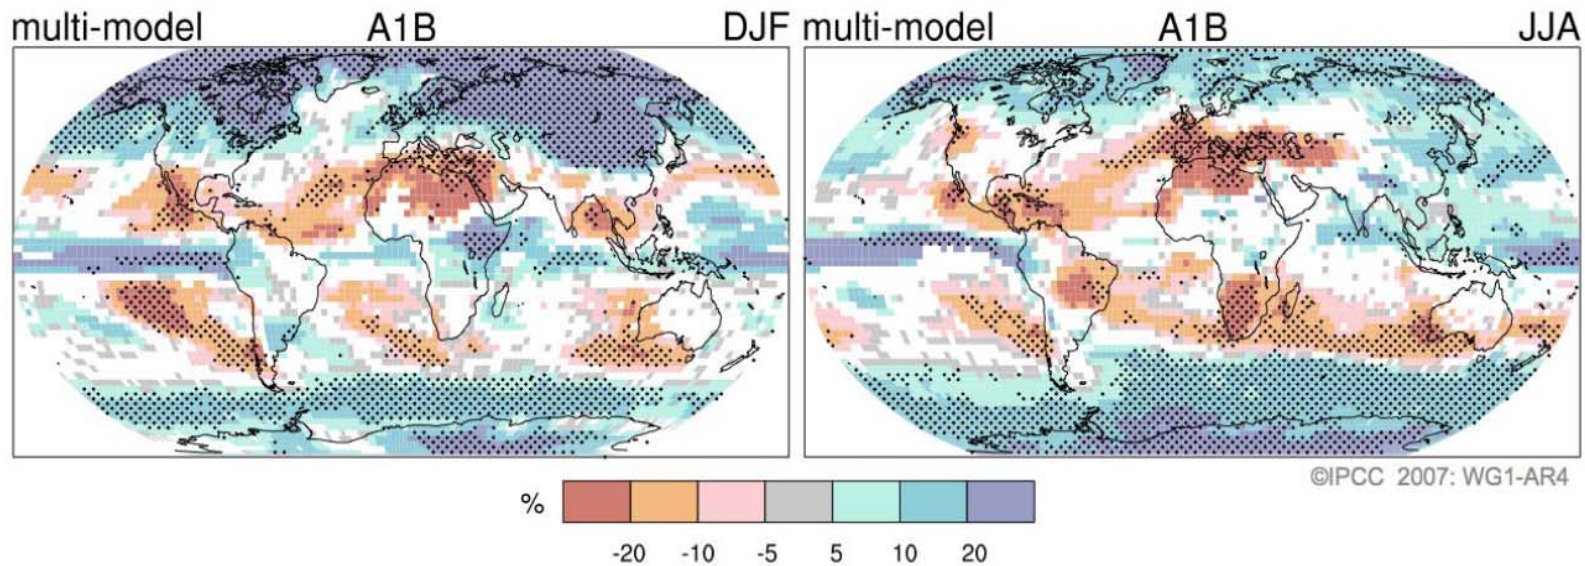 multi-model A1B DJF
multi-model A1B JJA
©IPCC 2007: WG1-AR4
%
-20 -10 -5 5 10 20